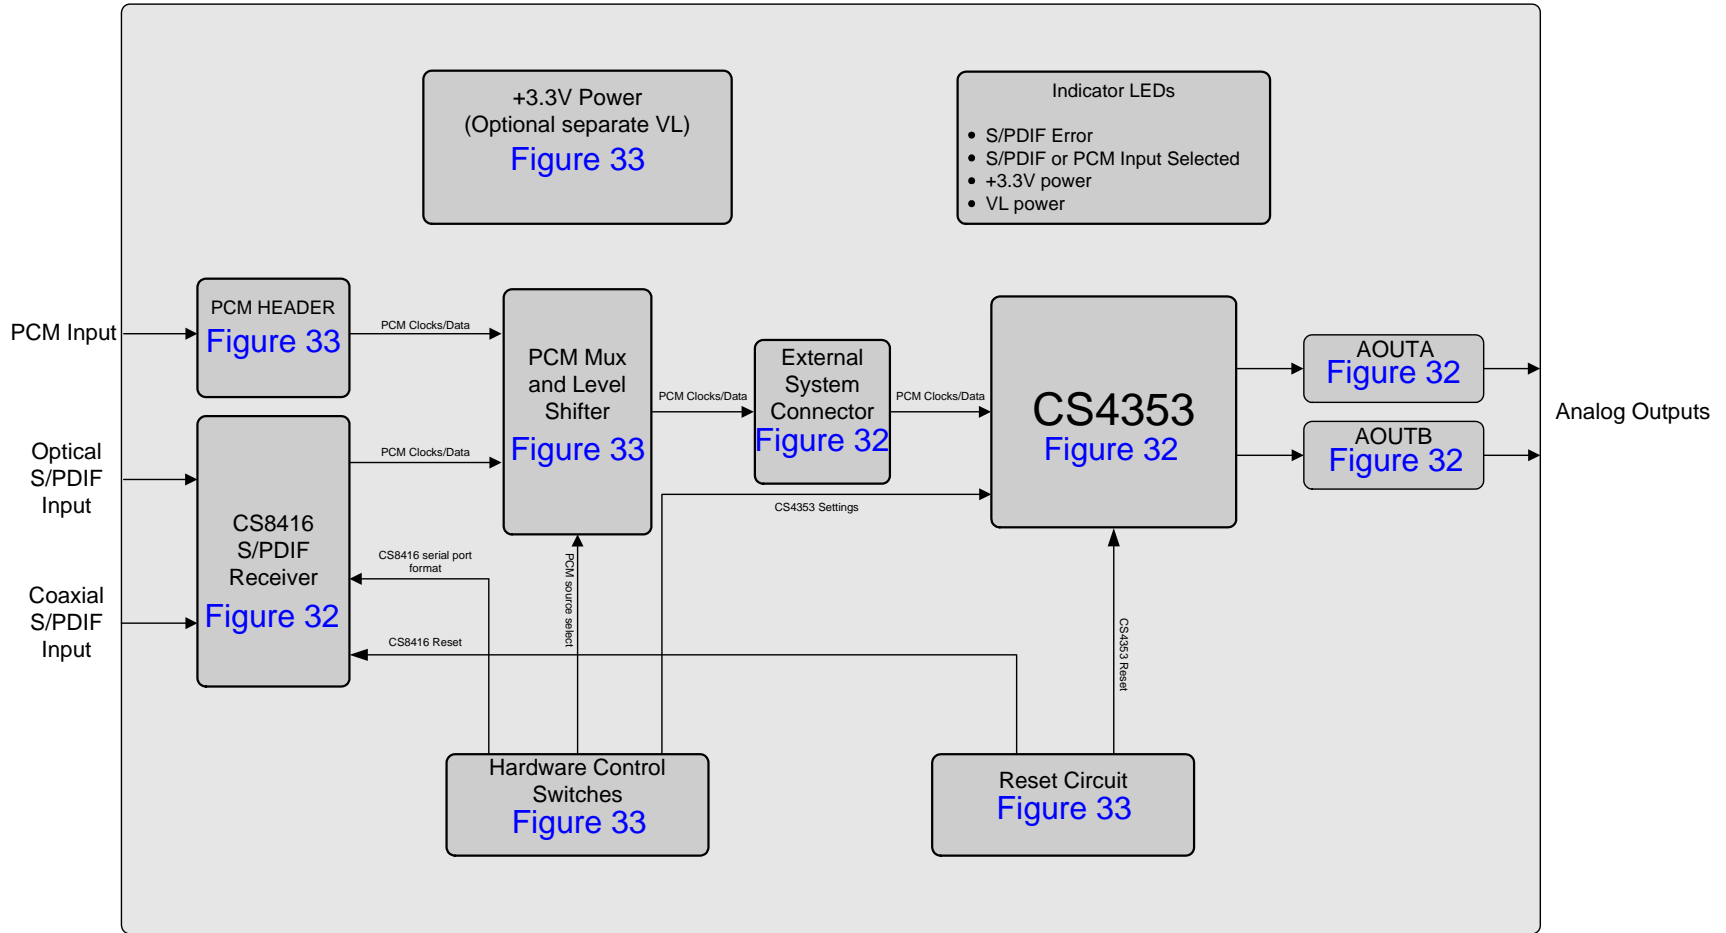 +3.3V Power
(Optional separate VL)
Figure 33
Indicator LEDs
• S/PDIF Error
• S/PDIF or PCM Input Selected
• +3.3V power
• VL power
PCM Input
PCM HEADER
Figure 33
PCM Clocks/Data
Optical
S/PDIF
Input
Coaxial
S/PDIF
Input
CS8416
S/PDIF
Receiver
Figure 32
PCM Clocks/Data
PCM Mux
and Level
Shifter
Figure 33
PCM Clocks/Data
External
System
Connector
Figure 32
PCM Clocks/Data
CS4353
Figure 32
AOUTA
Figure 32
AOUTB
Figure 32
Analog Outputs
CS4353 Settings
CS8416 serial port
format
PCM source select
CS8416 Reset
CS4353 Reset
Hardware Control
Switches
Figure 33
Reset Circuit
Figure 33